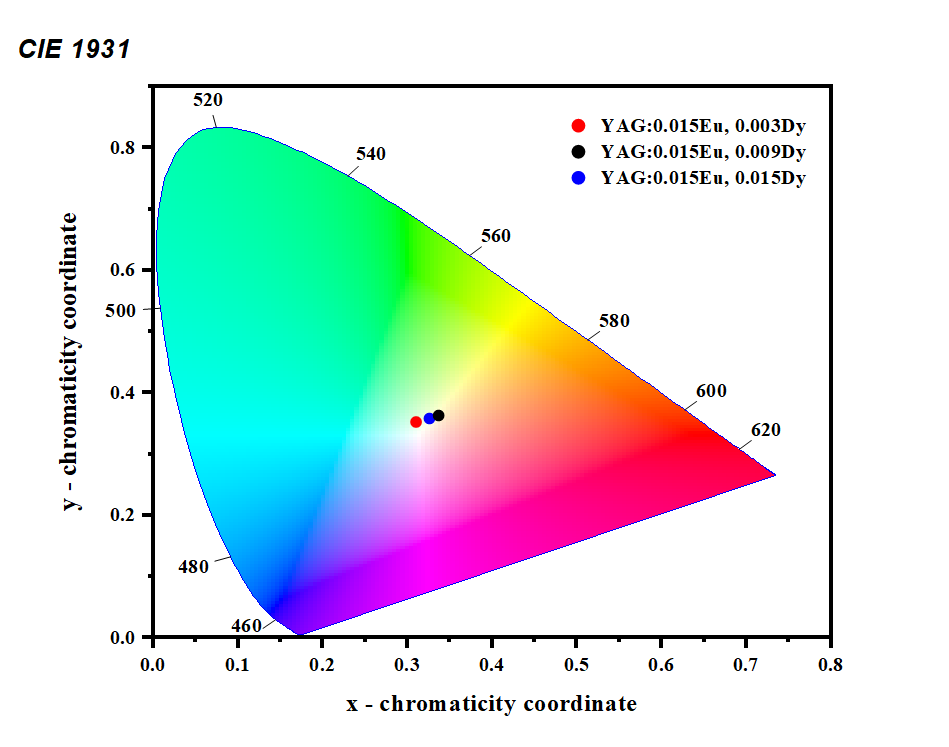 CIE 1931
520
YAG:0.015Eu, 0.003Dy
0.8
540
YAG:0.015Eu, 0.009Dy
YAG:0.015Eu, 0.015Dy
560
0.6
500
580
0.4
600
620
0.2
480
460
0.0
0.0 0.1 0.2 0.3 0.4 0.5 0.6 0.7 0.8
y - chromaticity coordinate
x - chromaticity coordinate